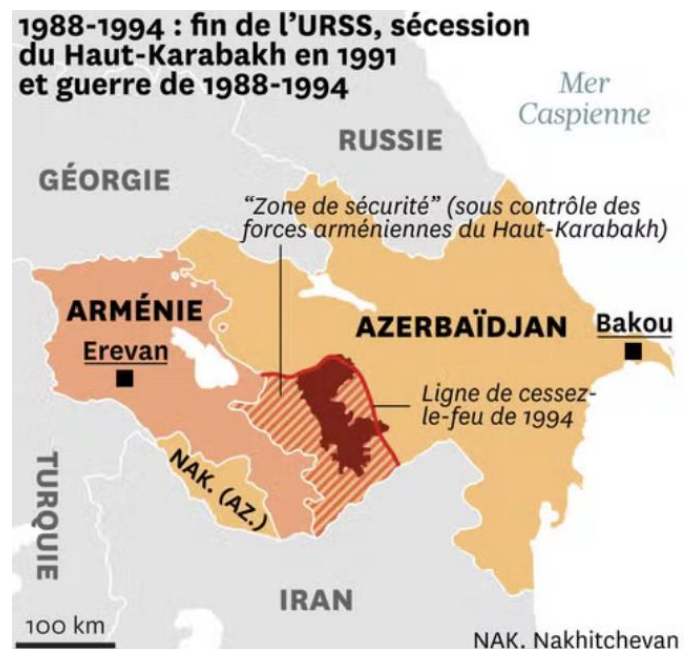 1988-1994 : fin de l'URSS, sécession
du Haut-Karabakh en 1991
et guerre de 1988-1994
Mer
Caspienne
RUSSIE
GÉORGIE
“Zone de sécurité” (sous contrôle des
forces arméniennes du Haut-Karabakh)
ARMÉNIE
AZERBAÏDJAN
Bakou
Erevan
Ligne de cessez-
le-feu de 1994
NAK. (AZ.)
TURQUIE
IRAN
100 km
NAK. Nakhitchevan